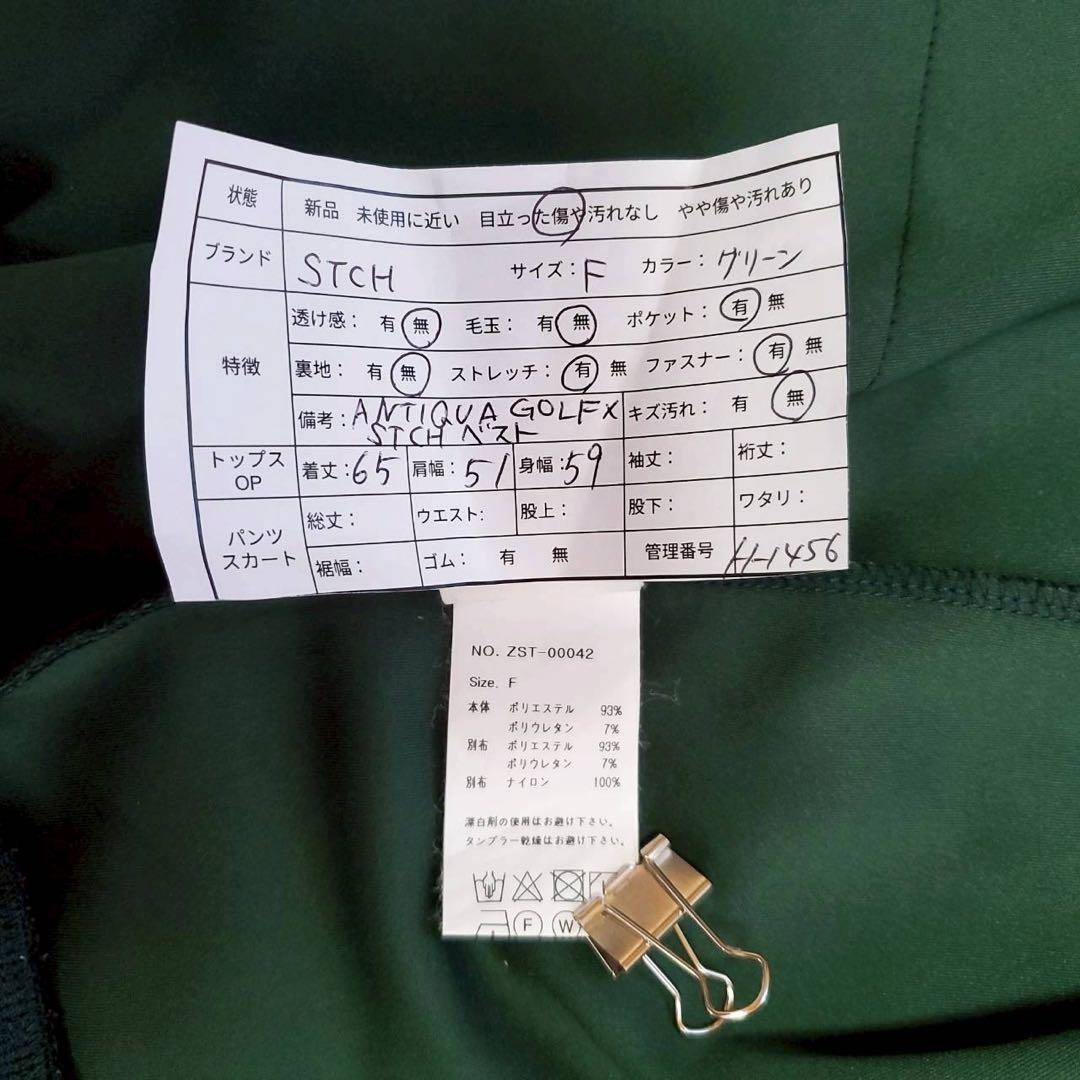 状態 新品 未使用に近い 目立った傷や汚れなし やや傷や汚れあり
ブランド STCH サイズ：F カラー：グリーン
特徴
透け感： 有 無 毛玉： 有 無 ポケット： 有 無
裏地： 有 無 ストレッチ： 有 無 ファスナー： 有 無
備考：ANTIQUA GOLF×
STCH ベスト
キズ汚れ： 有 無
トップス
OP
着丈：65 肩幅：51 身幅：59 袖丈： 裄丈：
パンツ
スカート
総丈： ウエスト： 股上： 股下： ワタリ：
裾幅： ゴム： 有 無 管理番号 H-1456
NO. ZST-00042
Size. F
本体 ポリエステル 93%
ポリウレタン 7%
別布 ポリエステル 93%
ポリウレタン 7%
別布 ナイロン 100%
漂白剤の使用はお避け下さい。
タンブラー乾燥はお避け下さい。
F W